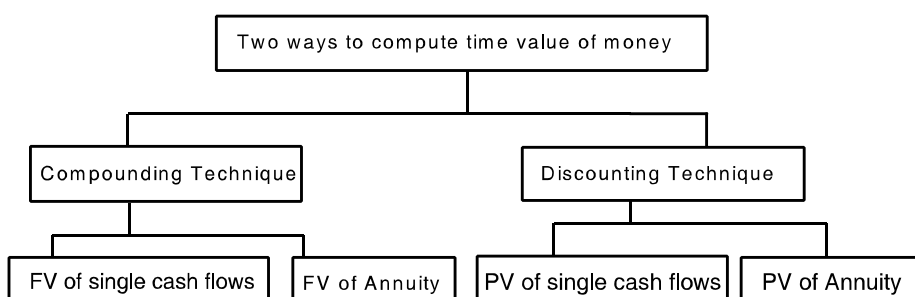 Two ways to compute time value of money
Compounding Technique
Discounting Technique
FV of single cash flows
FV of Annuity
PV of single cash flows
PV of Annuity